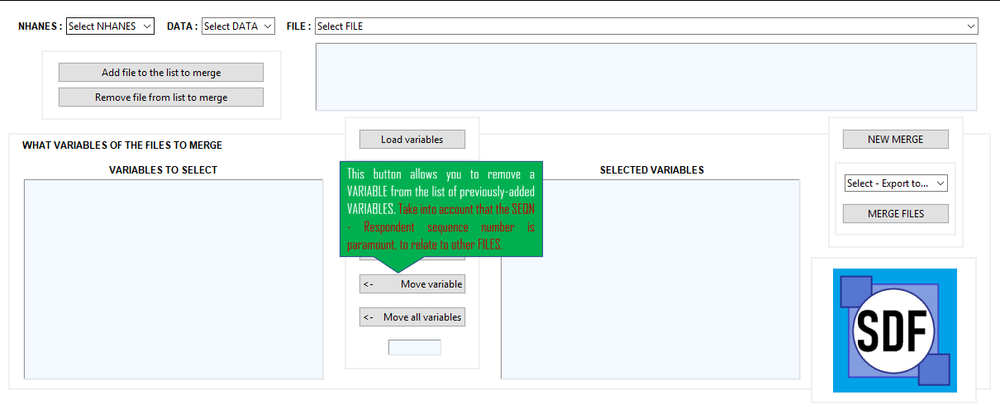 NHANES : Select NHANES DATA : Select DATA FILE : Select FILE
Add file to the list to merge
Remove file from list to merge
WHAT VARIABLES OF THE FILES TO MERGE
VARIABLES TO SELECT
Load variables
This button allows you to remove a
VARIABLE from the list of previously-added
VARIABLES. Take into account that the SEQN
- Respondent sequence number is
paramount, to relate to other FILES.
<- Move variable
<- Move all variables
SELECTED VARIABLES
NEW MERGE
Select - Export to...
MERGE FILES
SDF